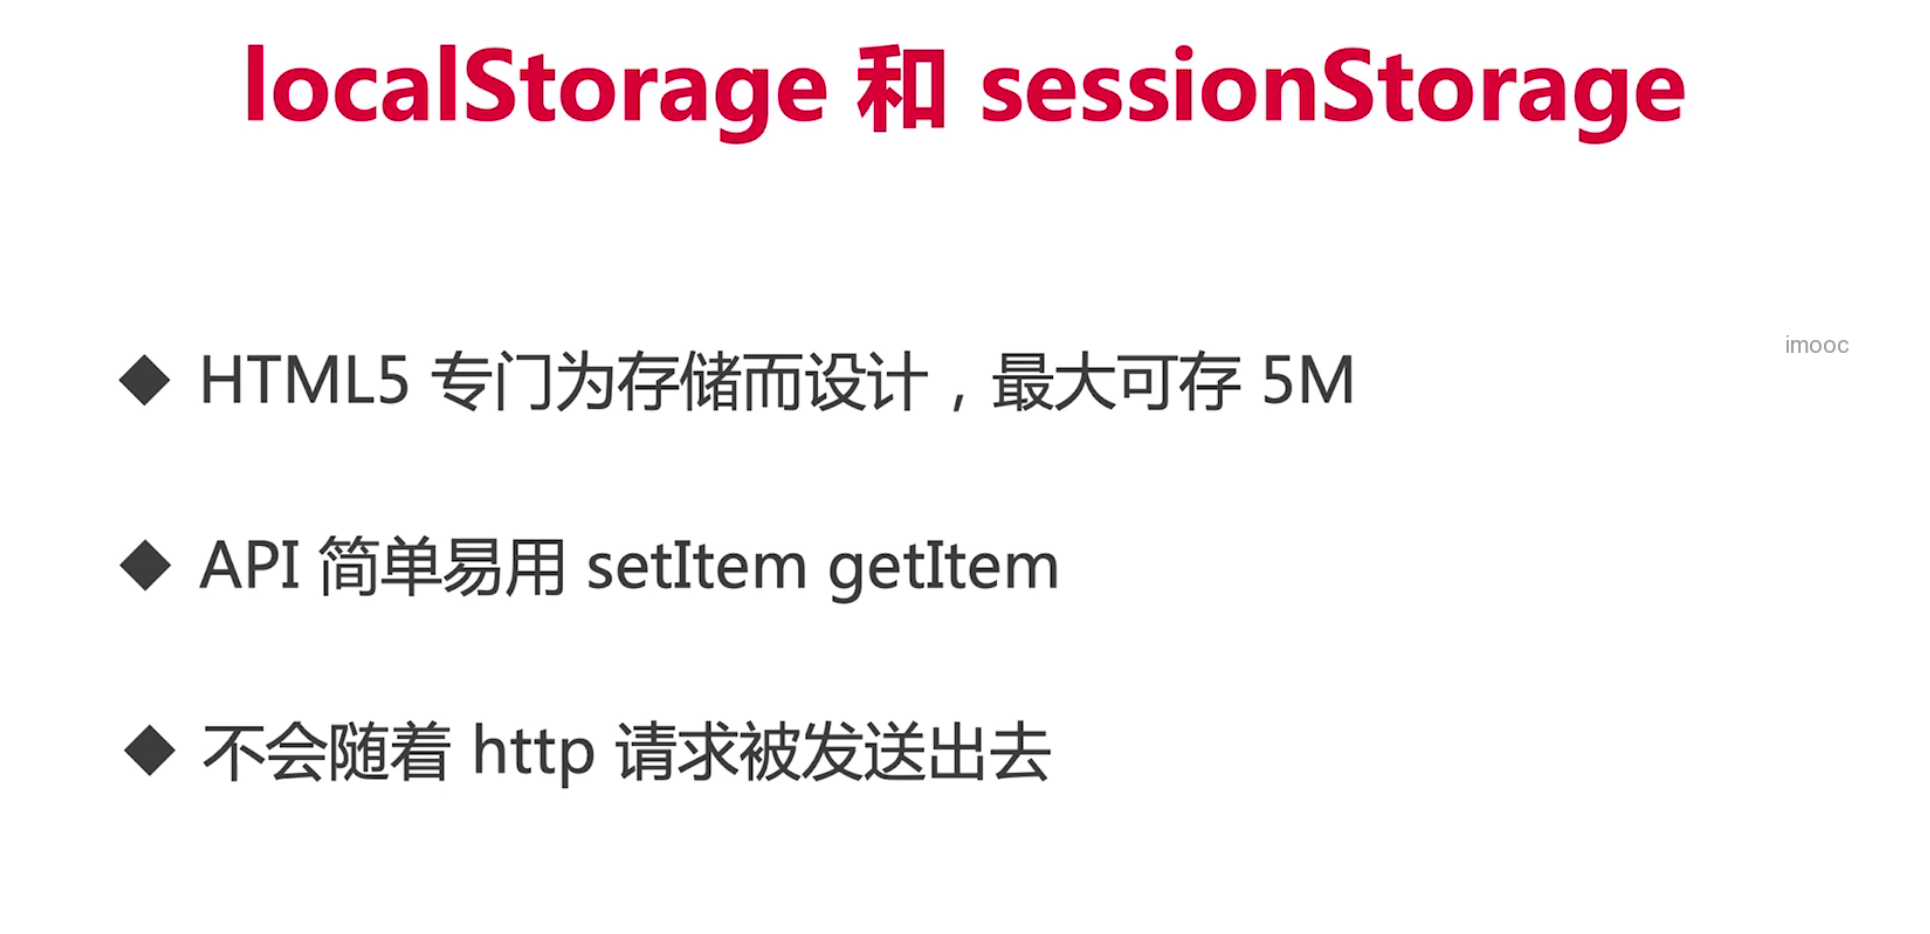 localStorage 和 sessionStorage
imooc
◆ HTML5 专门为存储而设计，最大可存 5M
◆ API 简单易用 setItem getItem
◆ 不会随着 http 请求被发送出去